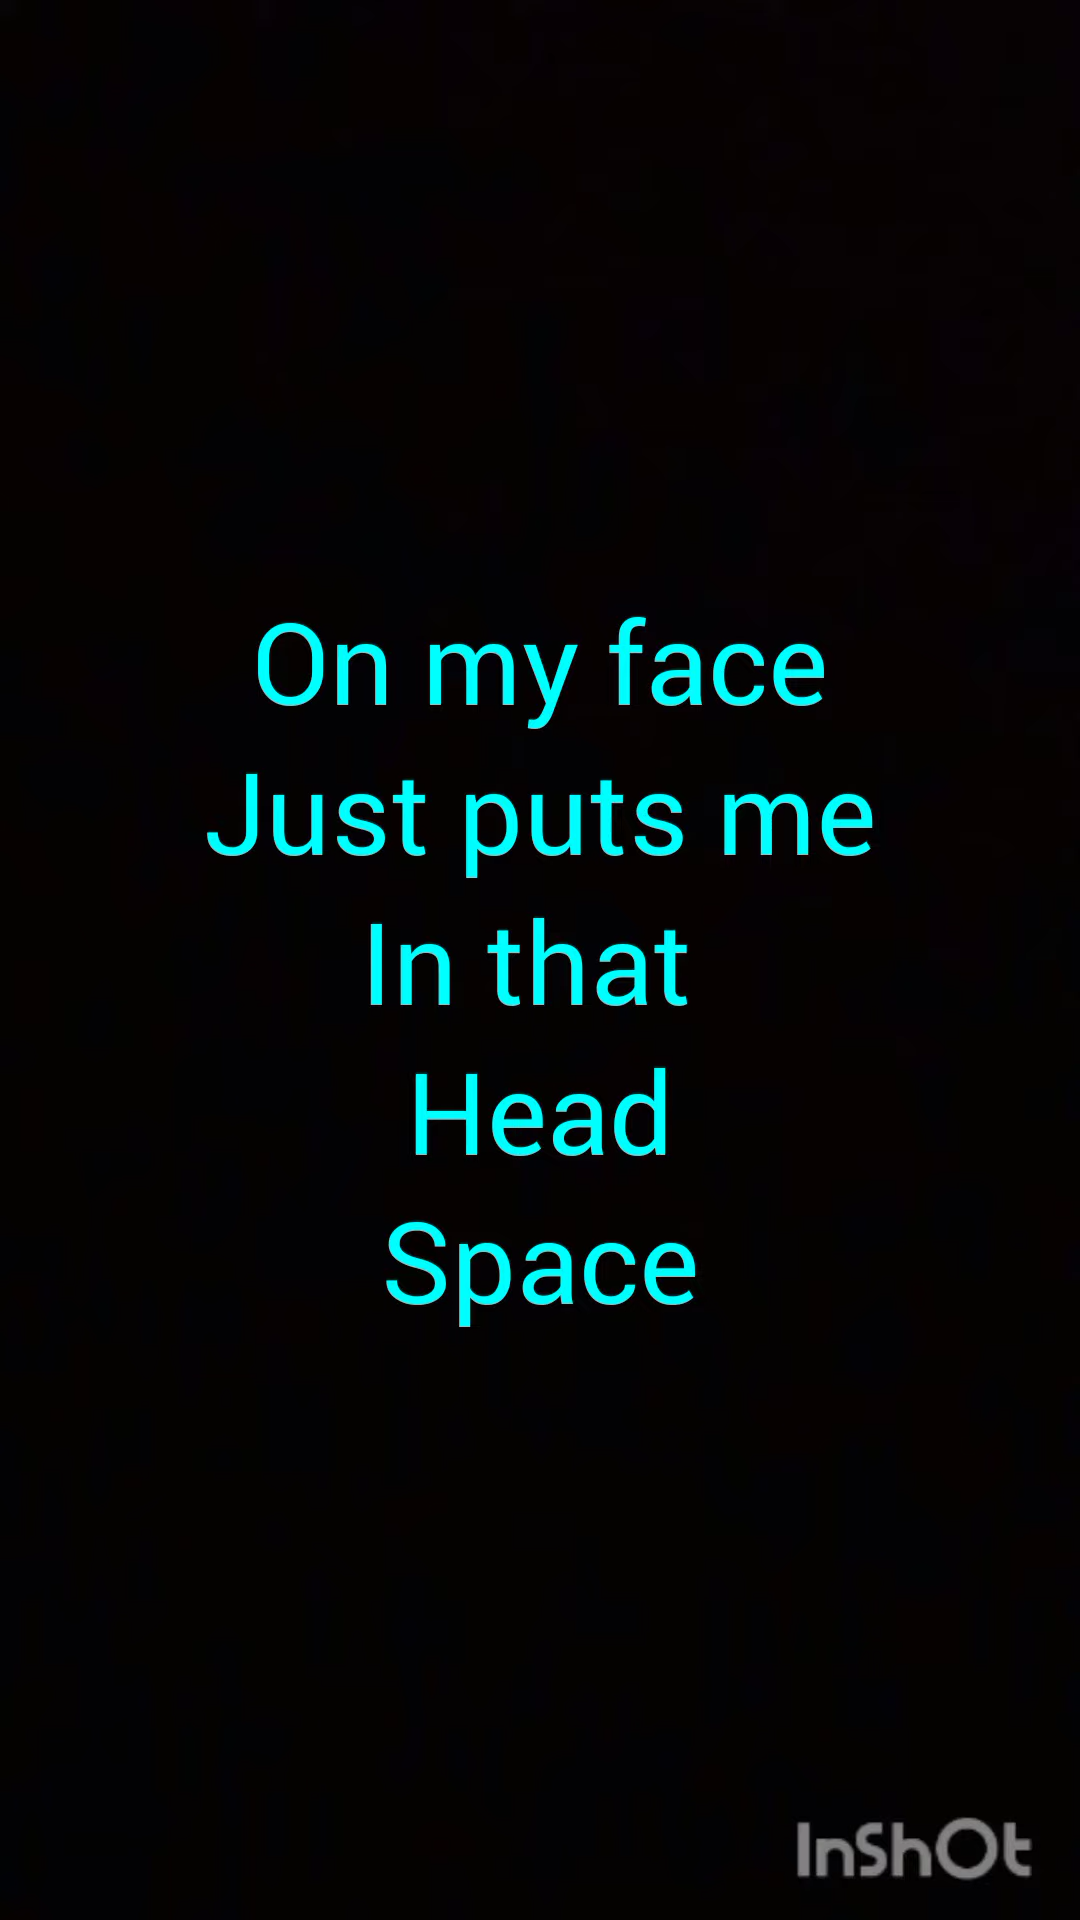 On my face
Just puts me
In that
Head
Space
InShOt